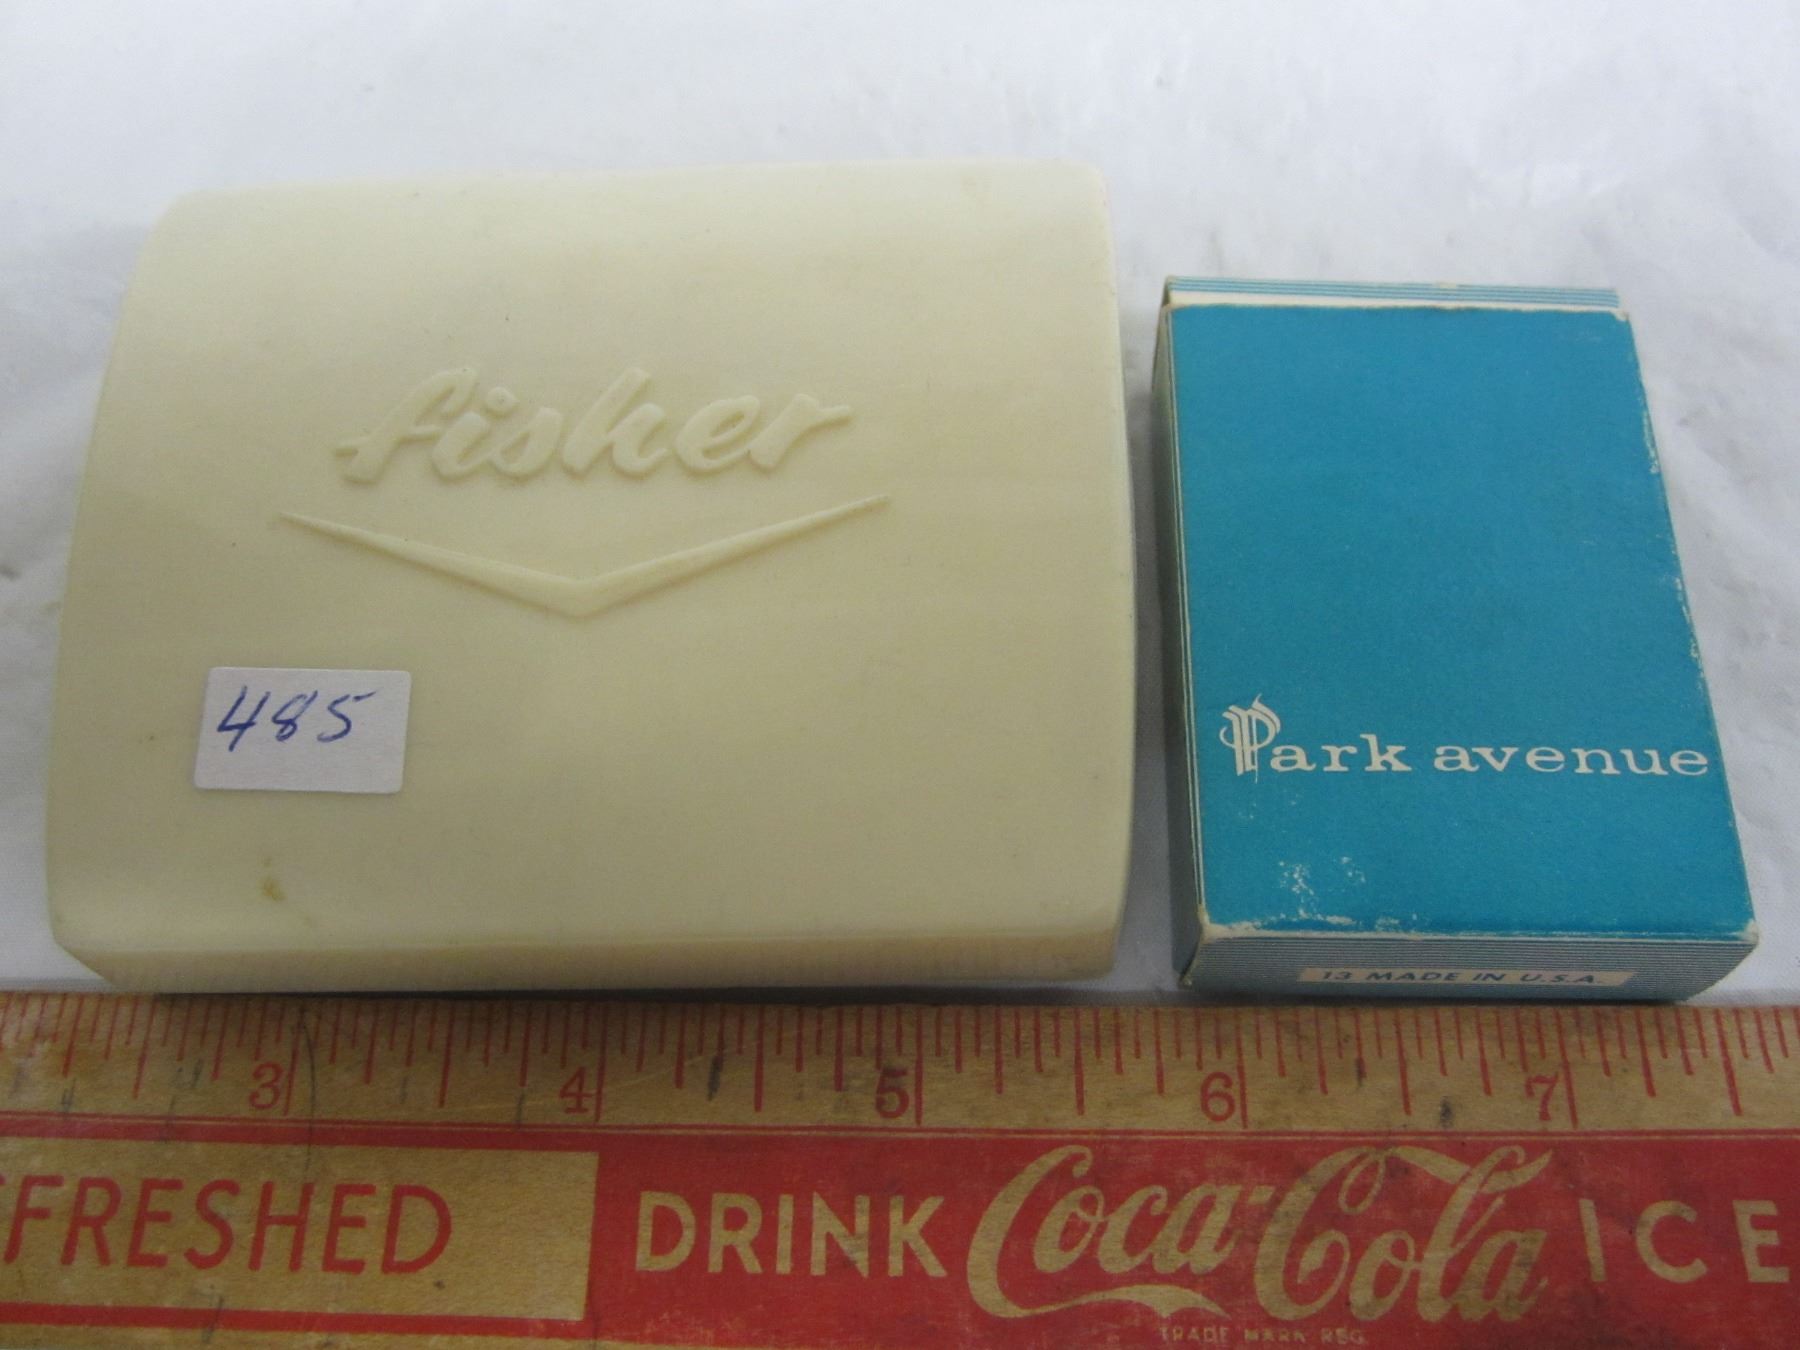 fisher
485
Park avenue
13 MADE IN U.S.A.
3 4 5 6 7
FRESHED DRINK Coca-Cola ICE
TRADE MARK REG.